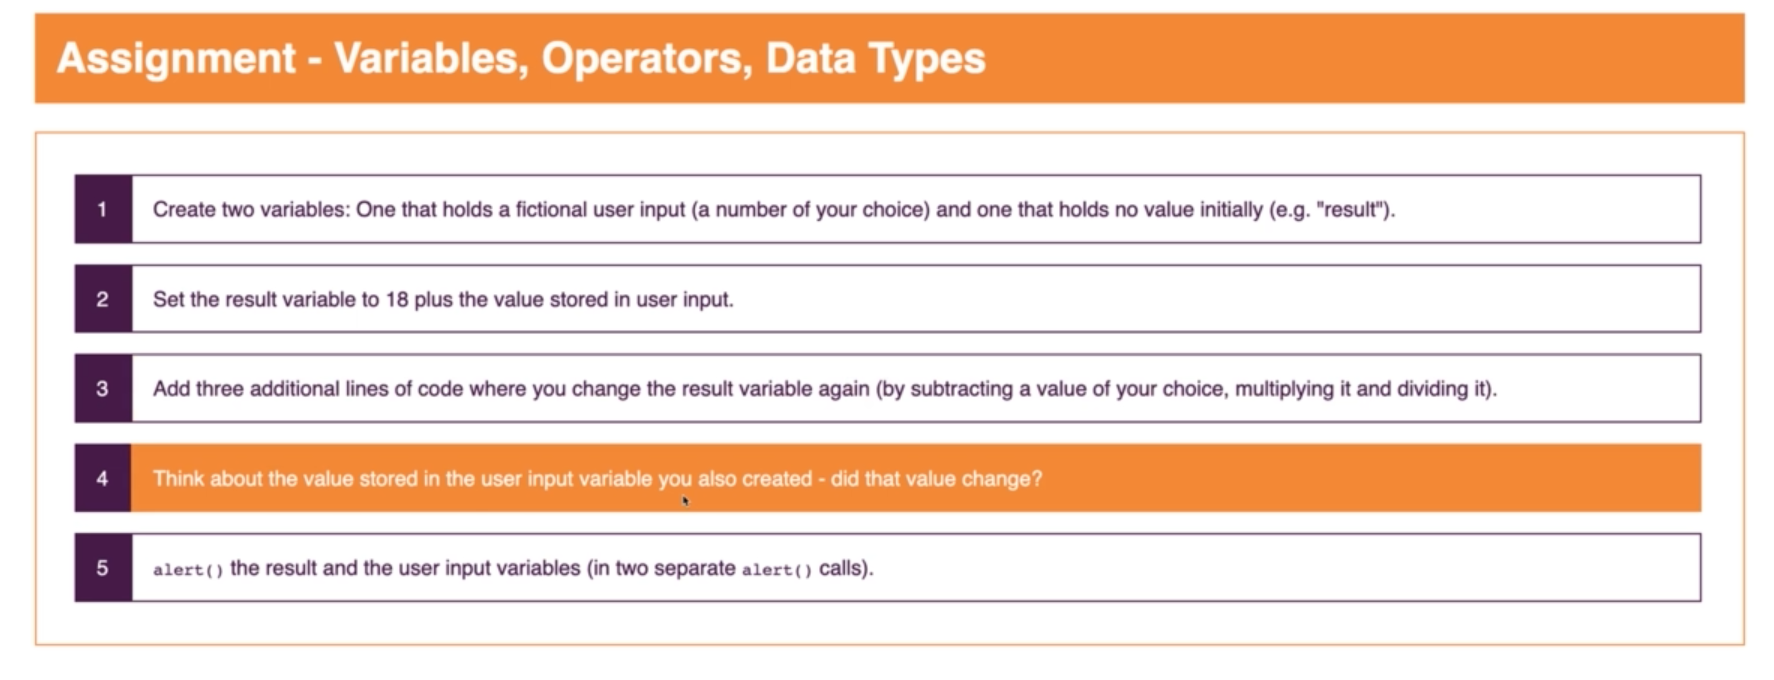 Assignment - Variables, Operators, Data Types
1 Create two variables: One that holds a fictional user input (a number of your choice) and one that holds no value initially (e.g. "result").
2 Set the result variable to 18 plus the value stored in user input.
3 Add three additional lines of code where you change the result variable again (by subtracting a value of your choice, multiplying it and dividing it).
4 Think about the value stored in the user input variable you also created - did that value change?
5 alert() the result and the user input variables (in two separate alert() calls).